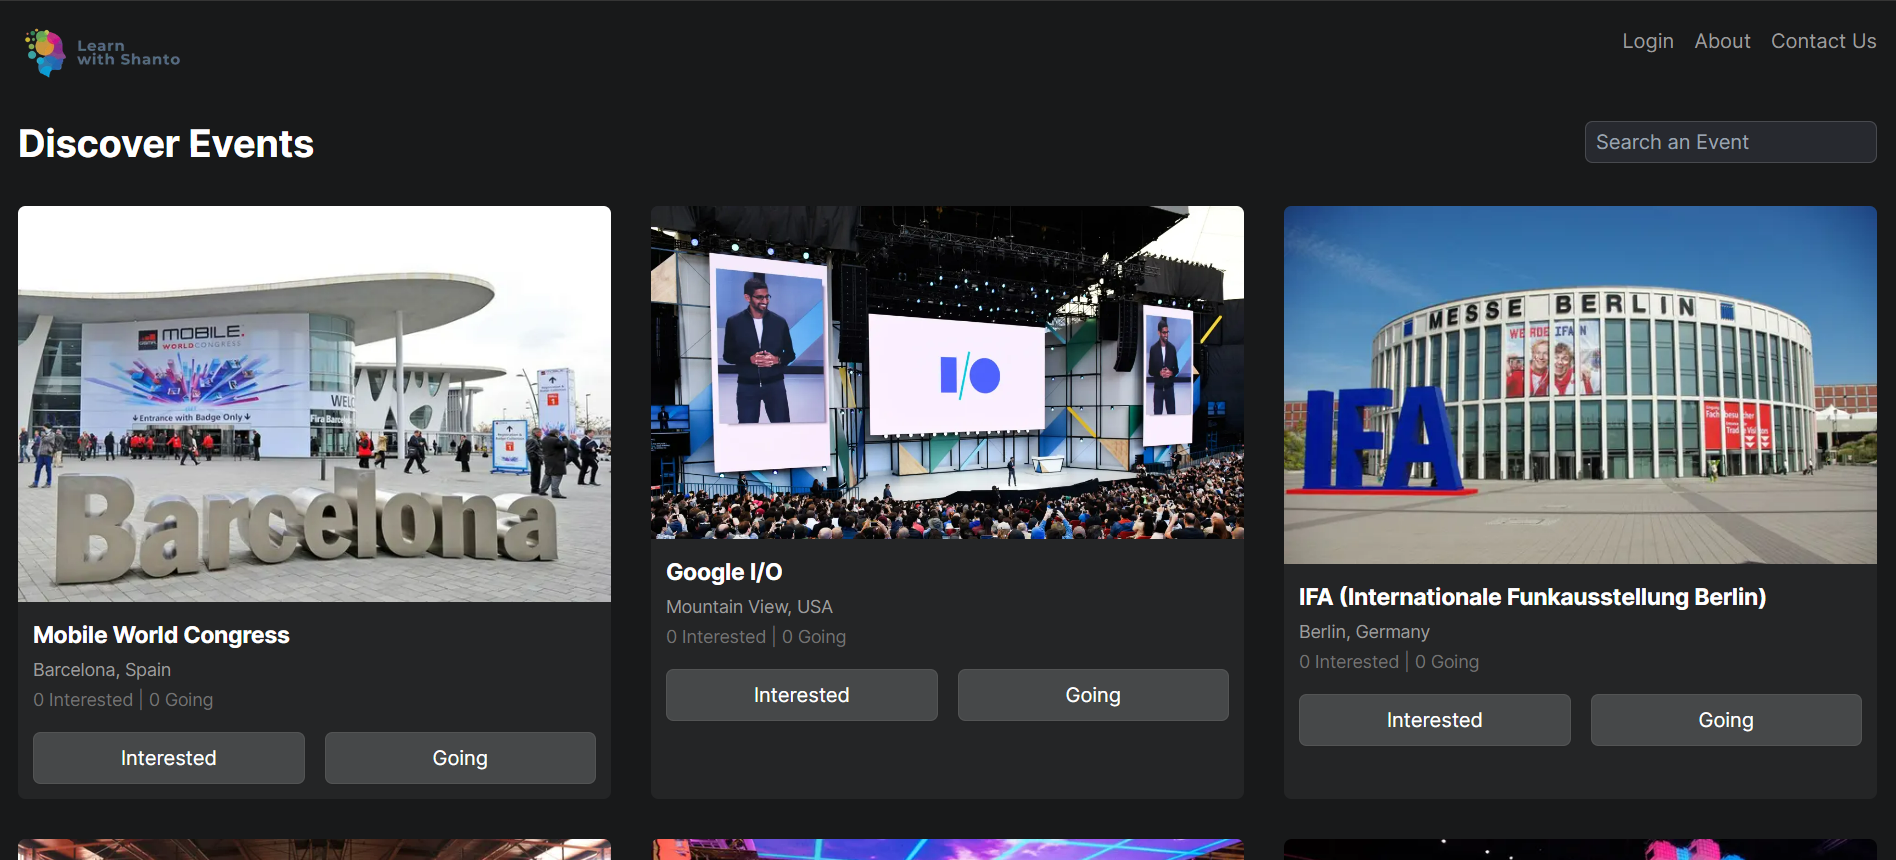 Learn
with Shanto
Login
About
Contact Us
Discover Events
Search an Event
MOBILE
WORLD CONGRESS
Entrance with Badge Only
WELC
Fira Barcelo
Barcelona
I/O
MESSE BERLIN
WERDE IFA
IFA
Mobile World Congress
Barcelona, Spain
0 Interested | 0 Going
Interested
Going
Google I/O
Mountain View, USA
0 Interested | 0 Going
Interested
Going
IFA (Internationale Funkausstellung Berlin)
Berlin, Germany
0 Interested | 0 Going
Interested
Going